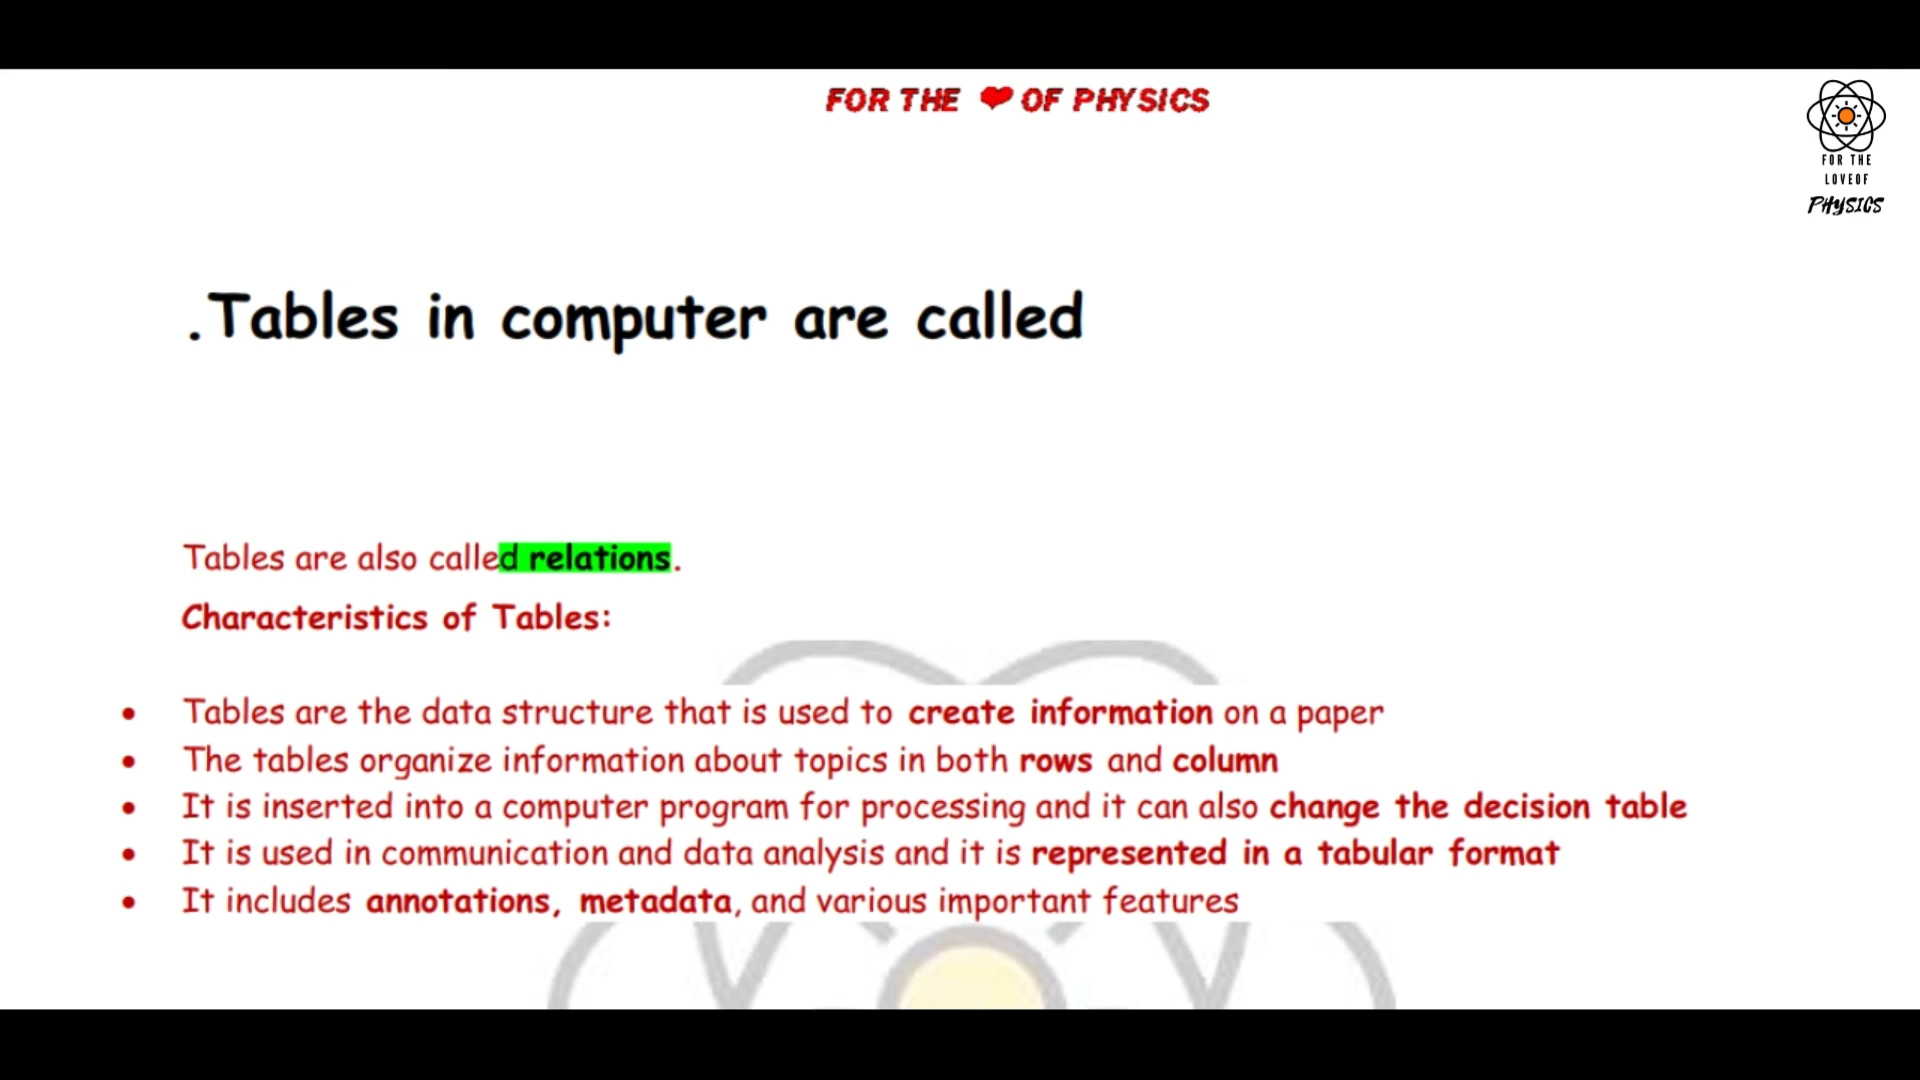 FOR THE ❤ OF PHYSICS
FOR THE
LOVEOF
PHYSICS
.Tables in computer are called
Tables are also called relations.
Characteristics of Tables:
• Tables are the data structure that is used to create information on a paper
• The tables organize information about topics in both rows and column
• It is inserted into a computer program for processing and it can also change the decision table
• It is used in communication and data analysis and it is represented in a tabular format
• It includes annotations, metadata, and various important features